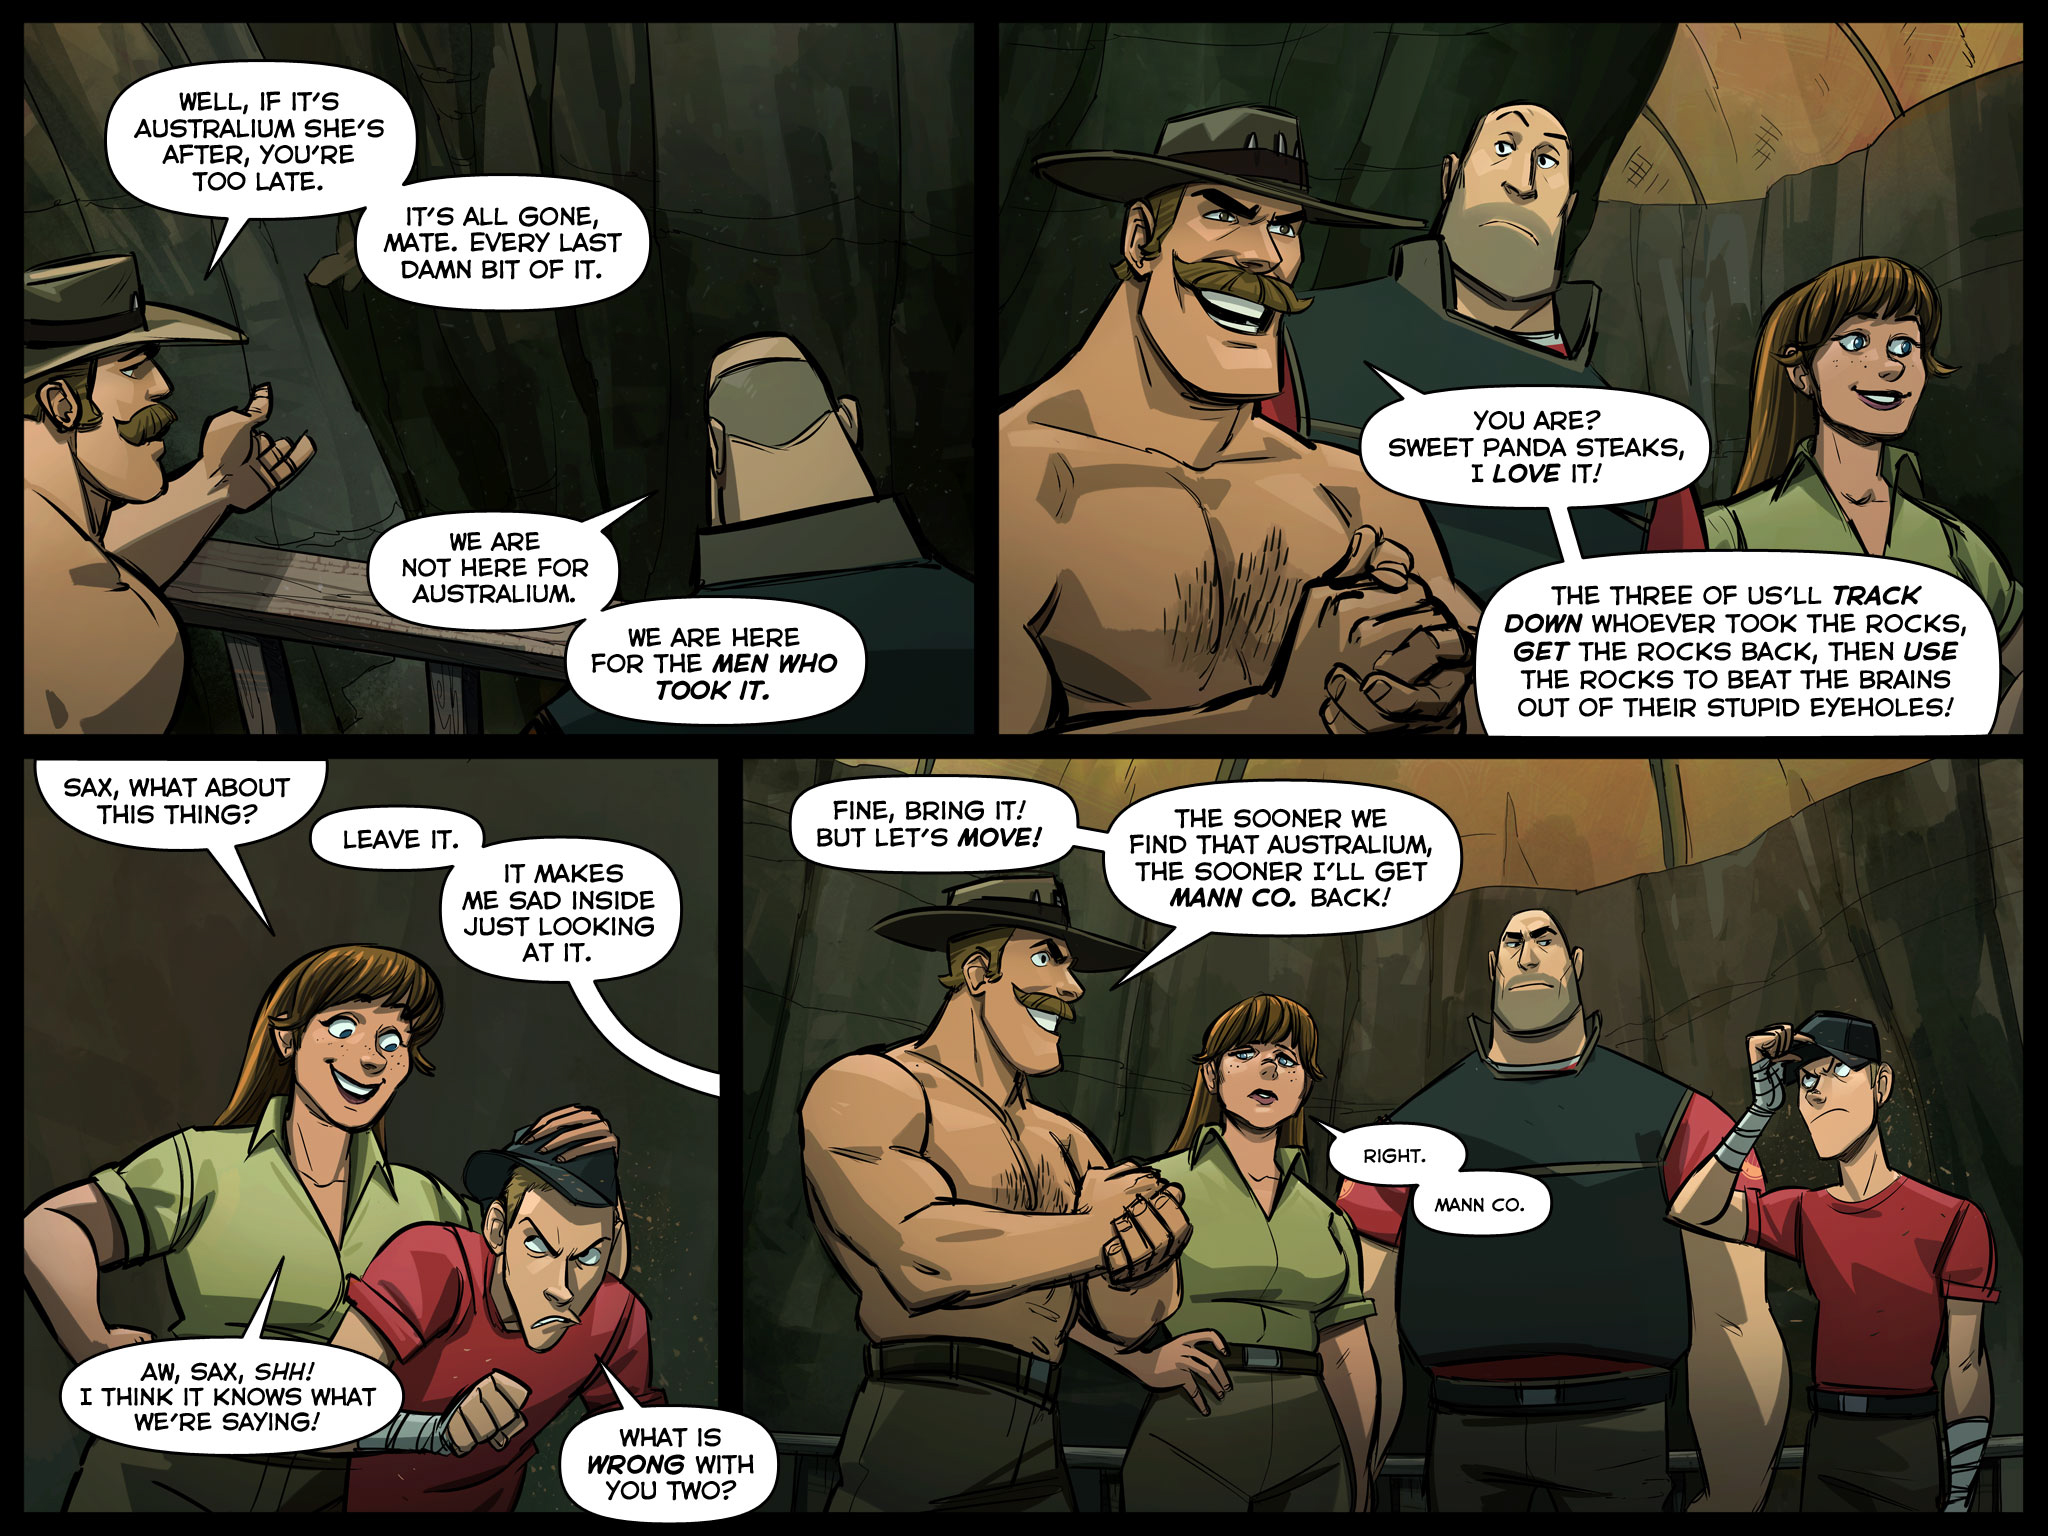 WELL, IF IT'S
AUSTRALIUM SHE'S
AFTER, YOU'RE
TOO LATE.
IT'S ALL GONE,
MATE. EVERY LAST
DAMN BIT OF IT.
WE ARE
NOT HERE FOR
AUSTRALIUM.
WE ARE HERE
FOR THE MEN WHO
TOOK IT.
YOU ARE?
SWEET PANDA STEAKS,
I LOVE IT!
THE THREE OF US'LL TRACK
DOWN WHOEVER TOOK THE ROCKS,
GET THE ROCKS BACK, THEN USE
THE ROCKS TO BEAT THE BRAINS
OUT OF THEIR STUPID EYEHOLES!
SAX, WHAT ABOUT
THIS THING?
LEAVE IT.
IT MAKES
ME SAD INSIDE
JUST LOOKING
AT IT.
AW, SAX, SHH!
I THINK IT KNOWS WHAT
WE'RE SAYING!
WHAT IS
WRONG WITH
YOU TWO?
FINE, BRING IT!
BUT LET'S MOVE!
THE SOONER WE
FIND THAT AUSTRALIUM,
THE SOONER I'LL GET
MANN CO. BACK!
RIGHT.
MANN CO.